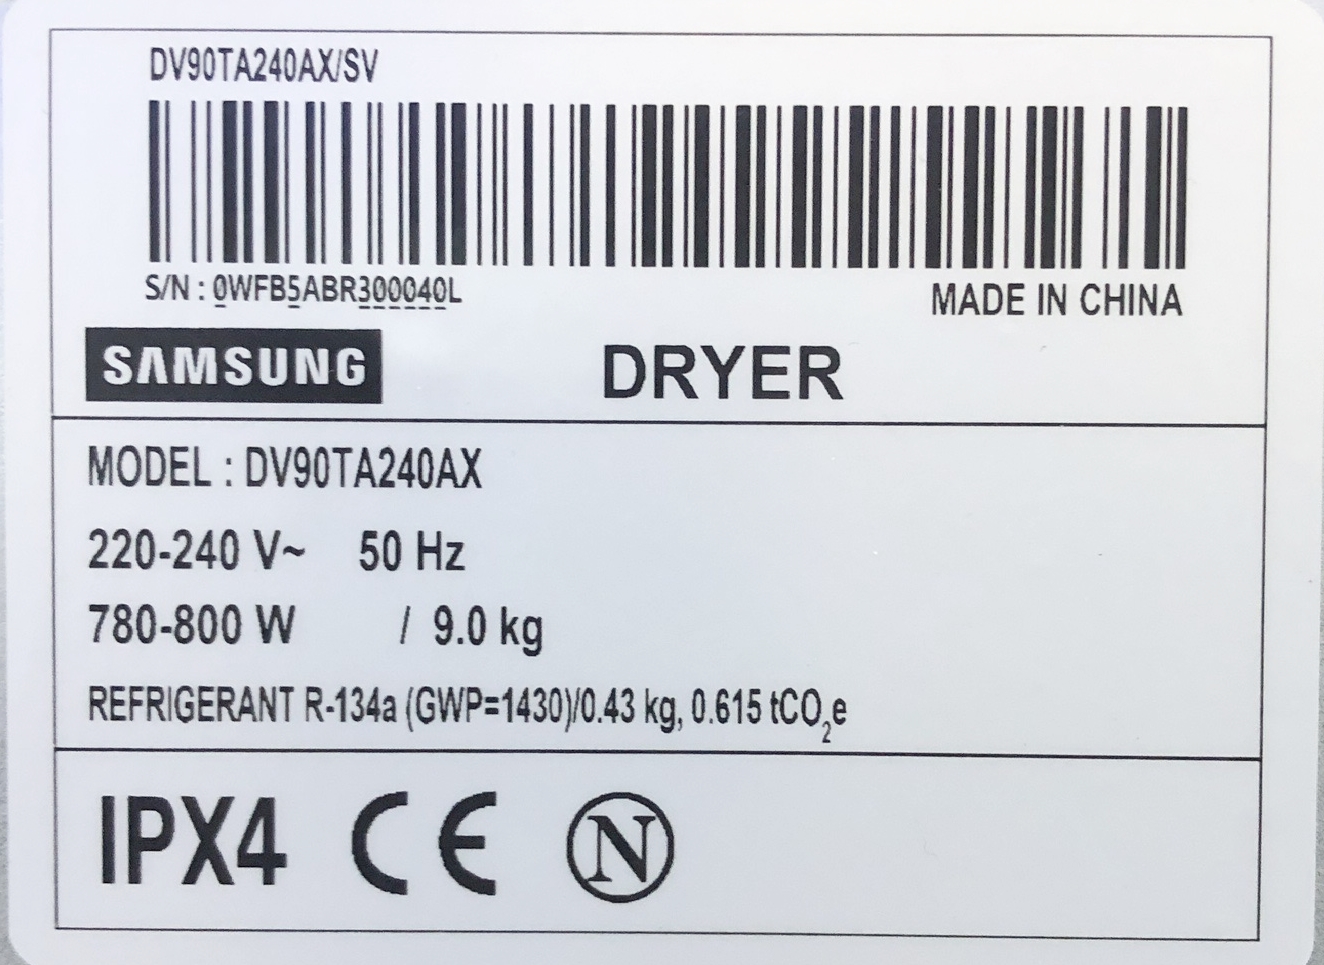 DV90TA240AX/SV
S/N : 0WFB5ABR300040L
MADE IN CHINA
SAMSUNG
DRYER
MODEL : DV90TA240AX
220-240 V~ 50 Hz
780-800 W / 9.0 kg
REFRIGERANT R-134a (GWP=1430)/0.43 kg, 0.615 tCO₂e
IPX4 CE N